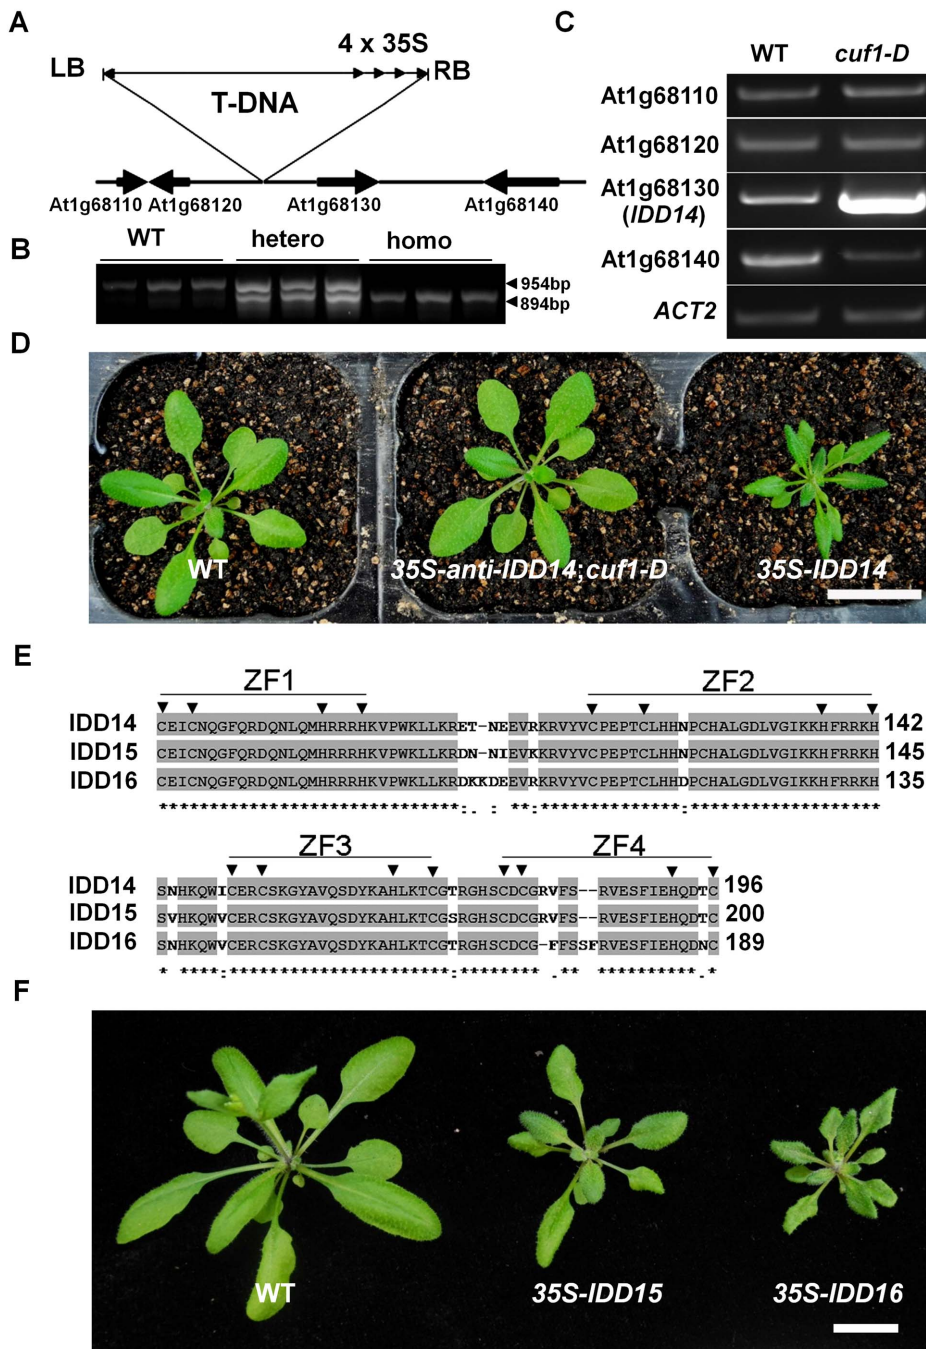 A
4 x 35S
LB
RB
T-DNA
At1g68110
At1g68120
At1g68130
At1g68140
B
WT
hetero
homo
954bp
894bp
C
WT
cuf1-D
At1g68110
At1g68120
At1g68130
(IDD14)
At1g68140
ACT2
D
WT
35S-anti-IDD14;cuf1-D
35S-IDD14
E
ZF1
ZF2
IDD14 CEICNQGFQRDQNLQMHRRRHKVPWKLLKRET-NEEVRKRVYVCPEPTCLHHNPCHALGDLVGIKKHFRRKH 142
IDD15 CEICNQGFQRDQNLQMHRRRHKVPWKLLKRDN-NIEVRKRVYVCPEPTCLHHNPCHALGDLVGIKKHFRRKH 145
IDD16 CEICNQGFQRDQNLQMHRRRHKVPWKLLKRDKKDEEVRKRVYVCPEPTCLHHDPCHALGDLVGIKKHFRRKH 135
******************************:. : **:**************:*******************
ZF3
ZF4
IDD14 SNHKQWICERCSKGYAVQSDYKAHLKTCGTRGHSCDCGRVFS--RVESFIEHQDTC 196
IDD15 SVHKQWVCERCSKGYAVQSDYKAHLKTCGSRGHSCDCGRVFS--RVESFIEHQDTC 200
IDD16 SNHKQWVCERCSKGYAVQSDYKAHLKTCGTRGHSCDCG-FFSSFRVESFIEHQDNC 189
* ****:**********************:******** .** **********.*
F
WT
35S-IDD15
35S-IDD16